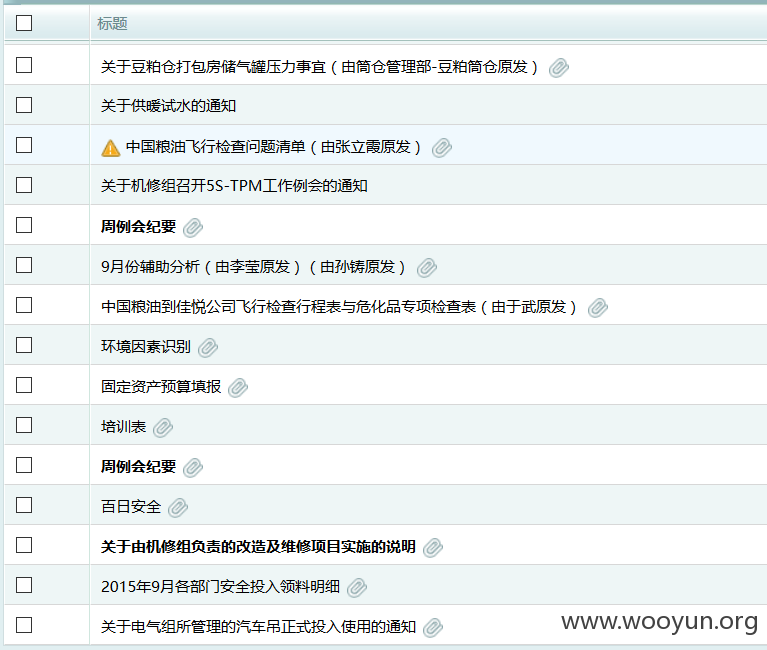 标题
关于豆粕仓打包房储气罐压力事宜（由筒仓管理部-豆粕筒仓原发）
关于供暖试水的通知
中国粮油飞行检查问题清单（由张立霞原发）
关于机修组召开5S-TPM工作例会的通知
周例会纪要
9月份辅助分析（由李莹原发）（由孙铸原发）
中国粮油到佳悦公司飞行检查行程表与危化品专项检查表（由于武原发）
环境因素识别
固定资产预算填报
培训表
周例会纪要
百日安全
关于由机修组负责的改造及维修项目实施的说明
2015年9月各部门安全投入领料明细
关于电气组所管理的汽车吊正式投入使用的通知
www.wooyun.org